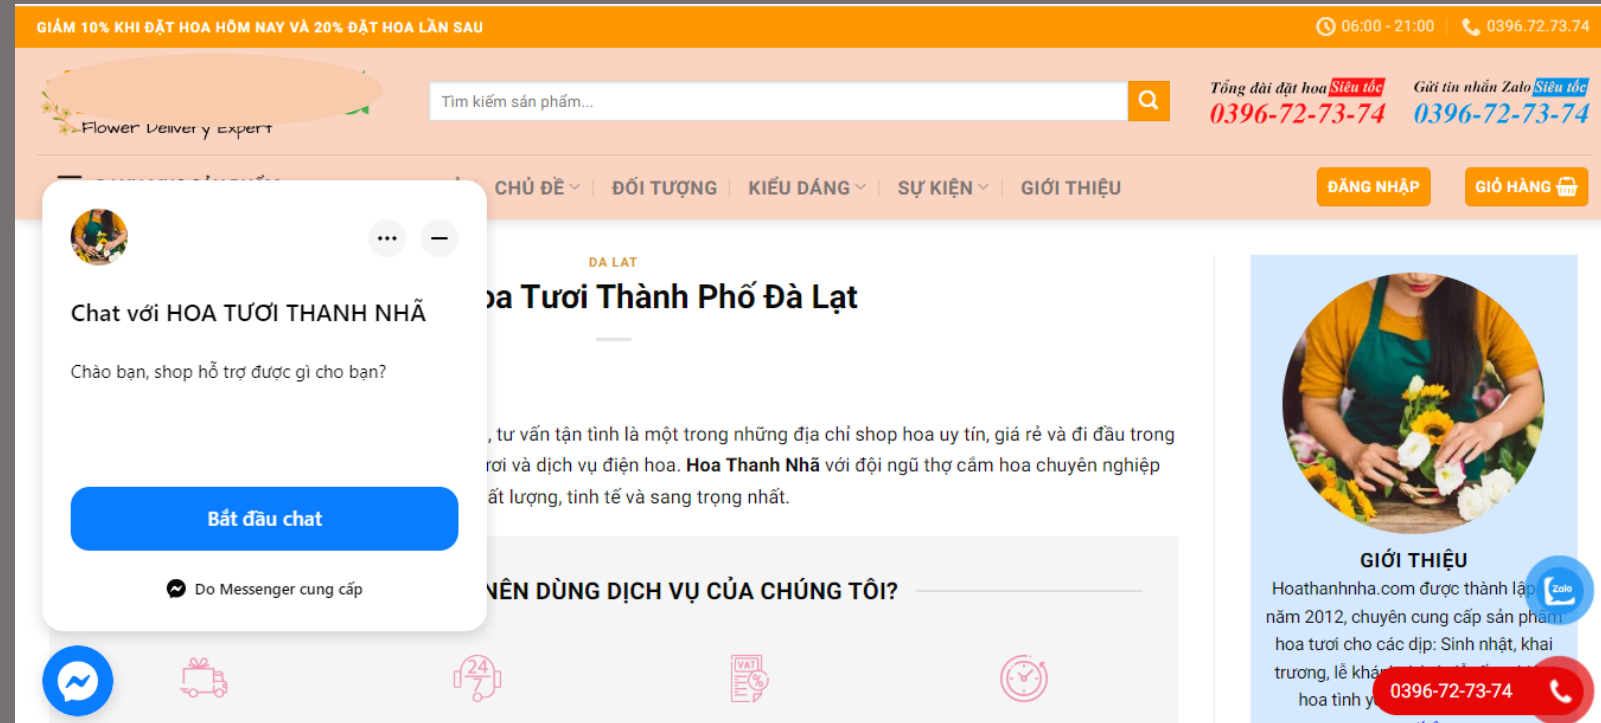 GIẢM 10% KHI ĐẶT HOA HÔM NAY VÀ 20% ĐẶT HOA LẦN SAU
06:00 - 21:00
0396.72.73.74
Flower Delivery Expert
Tìm kiếm sản phẩm...
Tổng đài đặt hoa Siêu tốc
0396-72-73-74
Gửi tin nhắn Zalo Siêu tốc
0396-72-73-74
CHỦ ĐỀ
ĐỐI TƯỢNG
KIỂU DÁNG
SỰ KIỆN
GIỚI THIỆU
ĐĂNG NHẬP
GIỎ HÀNG
Chat với HOA TƯƠI THANH NHÃ
Chào bạn, shop hỗ trợ được gì cho bạn?
Bắt đầu chat
Do Messenger cung cấp
DA LAT
Tươi Thành Phố Đà Lạt
, tư vấn tận tình là một trong những địa chỉ shop hoa uy tín, giá rẻ và đi đầu trong
và dịch vụ điện hoa. Hoa Thanh Nhã với đội ngũ thợ cắm hoa chuyên nghiệp
lượng, tinh tế và sang trọng nhất.
NÊN DÙNG DỊCH VỤ CỦA CHÚNG TÔI?
24
7
VAT
%
GIỚI THIỆU
Hoathanhnha.com được thành lập
năm 2012, chuyên cung cấp sản phẩm
hoa tươi cho các dịp: Sinh nhật, khai
trương, lễ
hoa tình
Zalo
0396-72-73-74